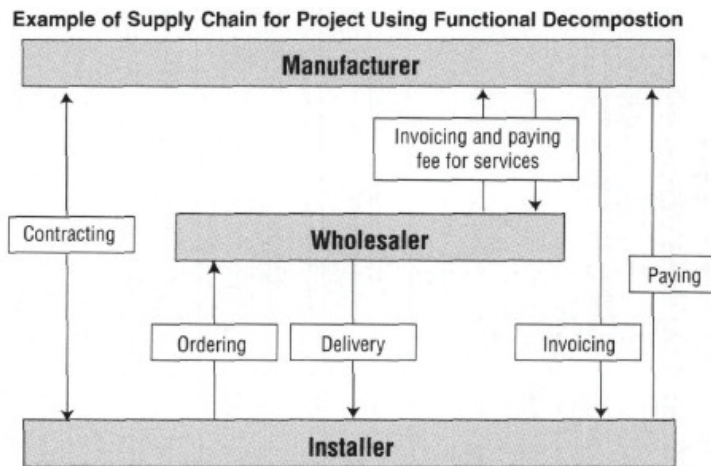 Example of Supply Chain for Project Using Functional Decompostion
Manufacturer
Invoicing and paying
fee for services
Contracting
Wholesaler
Paying
Ordering
Delivery
Invoicing
Installer